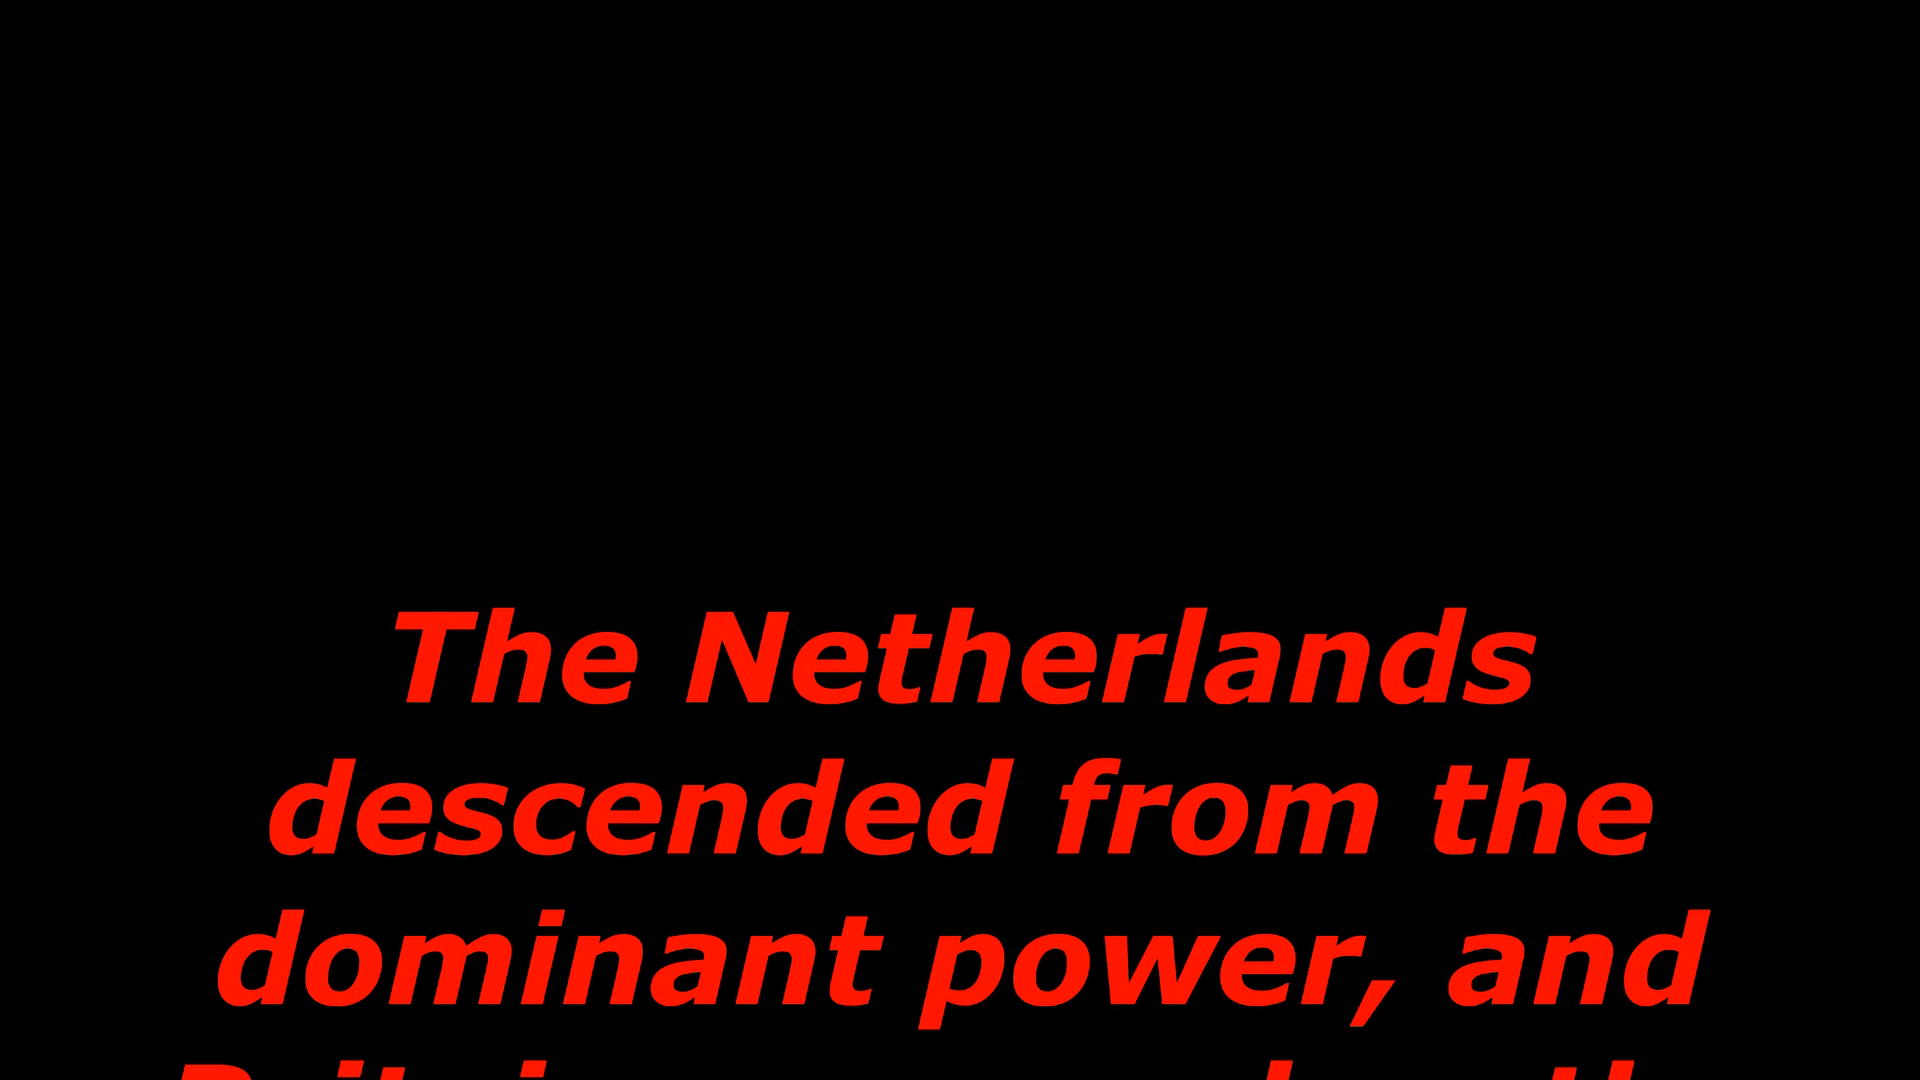 The Netherlands
descended from the
dominant power, and